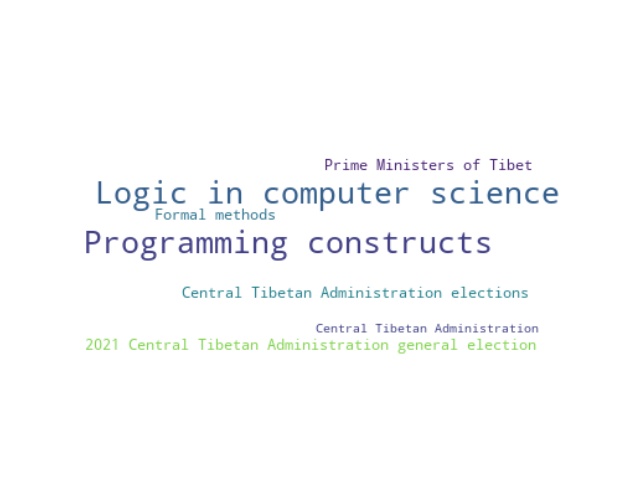 Prime Ministers of Tibet
Logic in computer science
Formal methods
Programming constructs
Central Tibetan Administration elections
Central Tibetan Administration
2021 Central Tibetan Administration general election